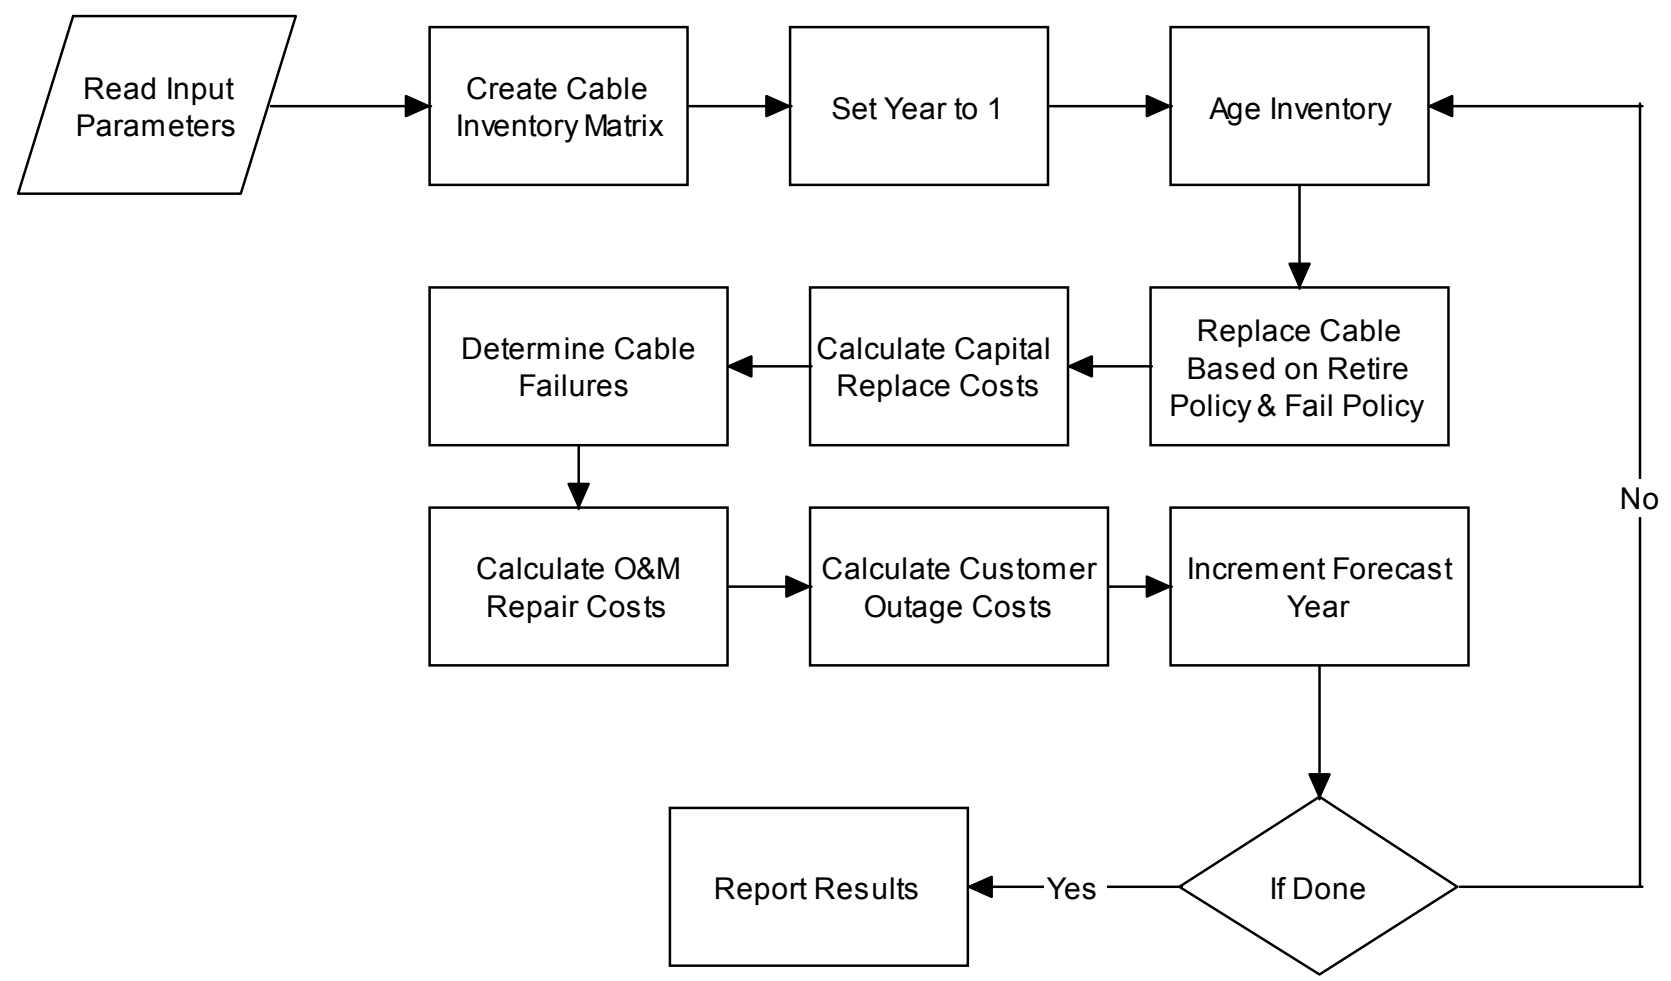 Read Input
Parameters
Create Cable
Inventory Matrix
Set Year to 1
Age Inventory
Replace Cable
Based on Retire
Policy & Fail Policy
Calculate Capital
Replace Costs
Determine Cable
Failures
Calculate O&M
Repair Costs
Calculate Customer
Outage Costs
Increment Forecast
Year
If Done
No
Yes
Report Results